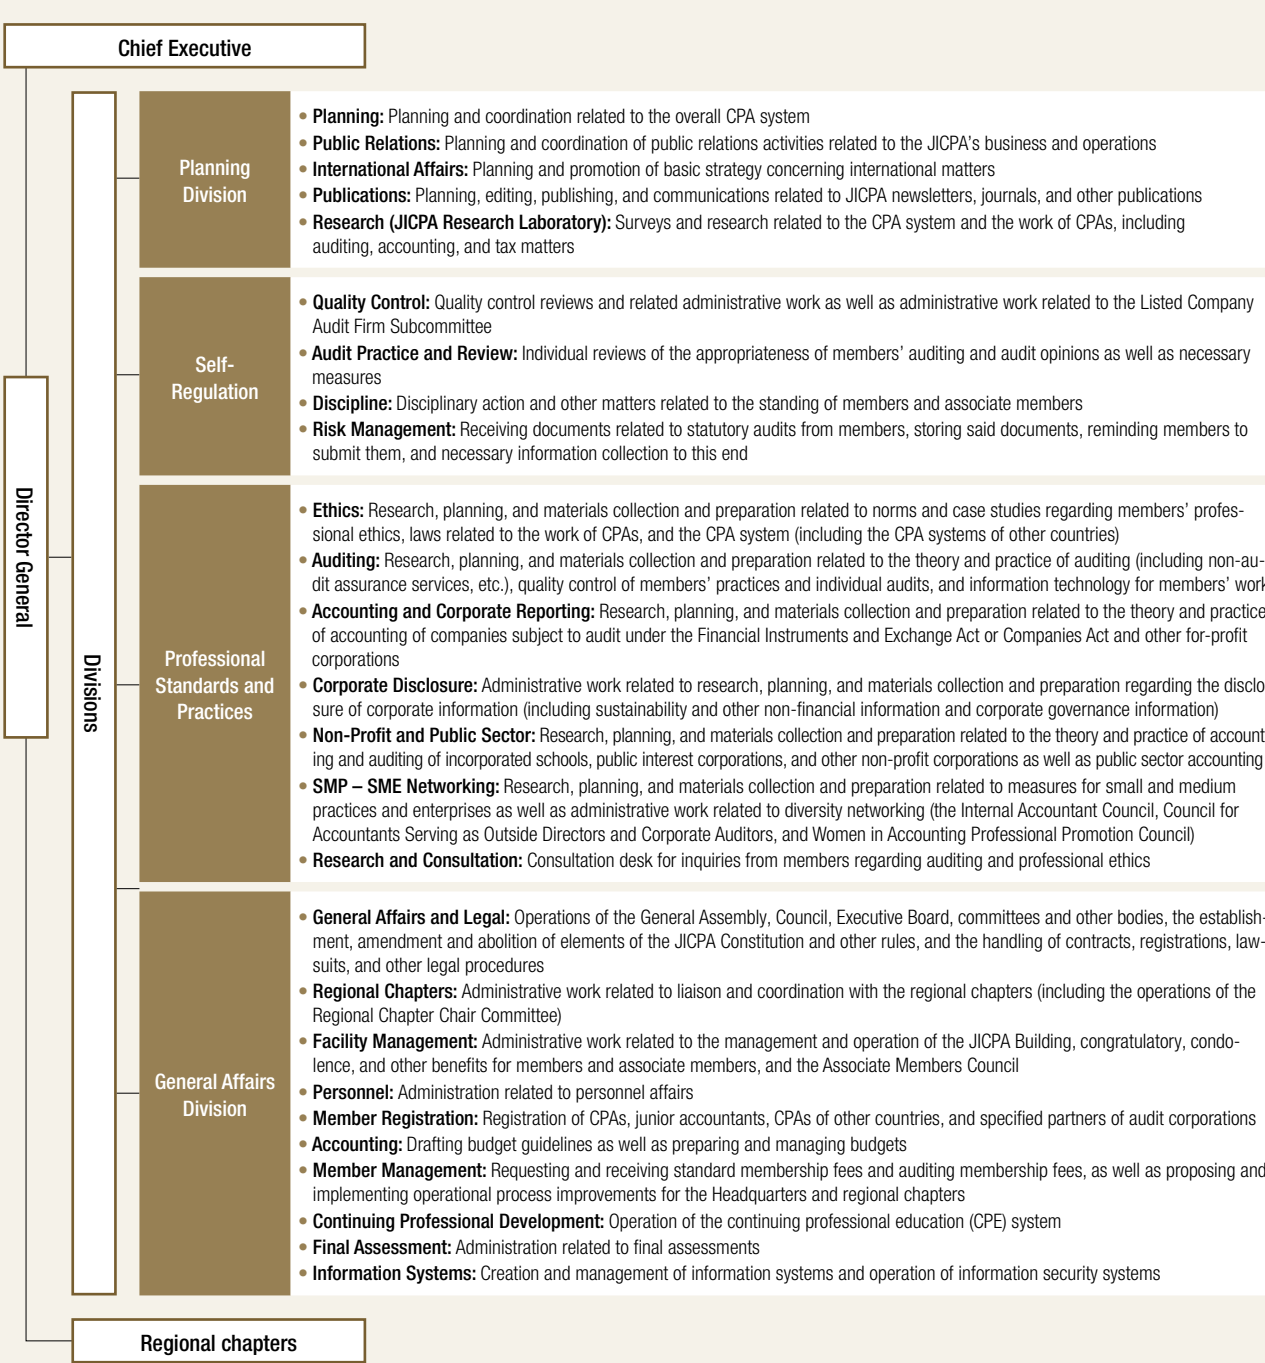 Chief Executive
Director General
Divisions
Planning
Division
• Planning: Planning and coordination related to the overall CPA system
• Public Relations: Planning and coordination of public relations activities related to the JICPA's business and operations
• International Affairs: Planning and promotion of basic strategy concerning international matters
• Publications: Planning, editing, publishing, and communications related to JICPA newsletters, journals, and other publications
• Research (JICPA Research Laboratory): Surveys and research related to the CPA system and the work of CPAs, including
auditing, accounting, and tax matters
Self-
Regulation
• Quality Control: Quality control reviews and related administrative work as well as administrative work related to the Listed Company
Audit Firm Subcommittee
• Audit Practice and Review: Individual reviews of the appropriateness of members' auditing and audit opinions as well as necessary
measures
• Discipline: Disciplinary action and other matters related to the standing of members and associate members
• Risk Management: Receiving documents related to statutory audits from members, storing said documents, reminding members to
submit them, and necessary information collection to this end
Professional
Standards and
Practices
• Ethics: Research, planning, and materials collection and preparation related to norms and case studies regarding members' profes-
sional ethics, laws related to the work of CPAs, and the CPA system (including the CPA systems of other countries)
• Auditing: Research, planning, and materials collection and preparation related to the theory and practice of auditing (including non-au-
dit assurance services, etc.), quality control of members' practices and individual audits, and information technology for members' work
• Accounting and Corporate Reporting: Research, planning, and materials collection and preparation related to the theory and practice
of accounting of companies subject to audit under the Financial Instruments and Exchange Act or Companies Act and other for-profit
corporations
• Corporate Disclosure: Administrative work related to research, planning, and materials collection and preparation regarding the disclo
sure of corporate information (including sustainability and other non-financial information and corporate governance information)
• Non-Profit and Public Sector: Research, planning, and materials collection and preparation related to the theory and practice of account
ing and auditing of incorporated schools, public interest corporations, and other non-profit corporations as well as public sector accounting
• SMP – SME Networking: Research, planning, and materials collection and preparation related to measures for small and medium
practices and enterprises as well as administrative work related to diversity networking (the Internal Accountant Council, Council for
Accountants Serving as Outside Directors and Corporate Auditors, and Women in Accounting Professional Promotion Council)
• Research and Consultation: Consultation desk for inquiries from members regarding auditing and professional ethics
General Affairs
Division
• General Affairs and Legal: Operations of the General Assembly, Council, Executive Board, committees and other bodies, the establish-
ment, amendment and abolition of elements of the JICPA Constitution and other rules, and the handling of contracts, registrations, law-
suits, and other legal procedures
• Regional Chapters: Administrative work related to liaison and coordination with the regional chapters (including the operations of the
Regional Chapter Chair Committee)
• Facility Management: Administrative work related to the management and operation of the JICPA Building, congratulatory, condo-
lence, and other benefits for members and associate members, and the Associate Members Council
• Personnel: Administration related to personnel affairs
• Member Registration: Registration of CPAs, junior accountants, CPAs of other countries, and specified partners of audit corporations
• Accounting: Drafting budget guidelines as well as preparing and managing budgets
• Member Management: Requesting and receiving standard membership fees and auditing membership fees, as well as proposing and
implementing operational process improvements for the Headquarters and regional chapters
• Continuing Professional Development: Operation of the continuing professional education (CPE) system
• Final Assessment: Administration related to final assessments
• Information Systems: Creation and management of information systems and operation of information security systems
Regional chapters